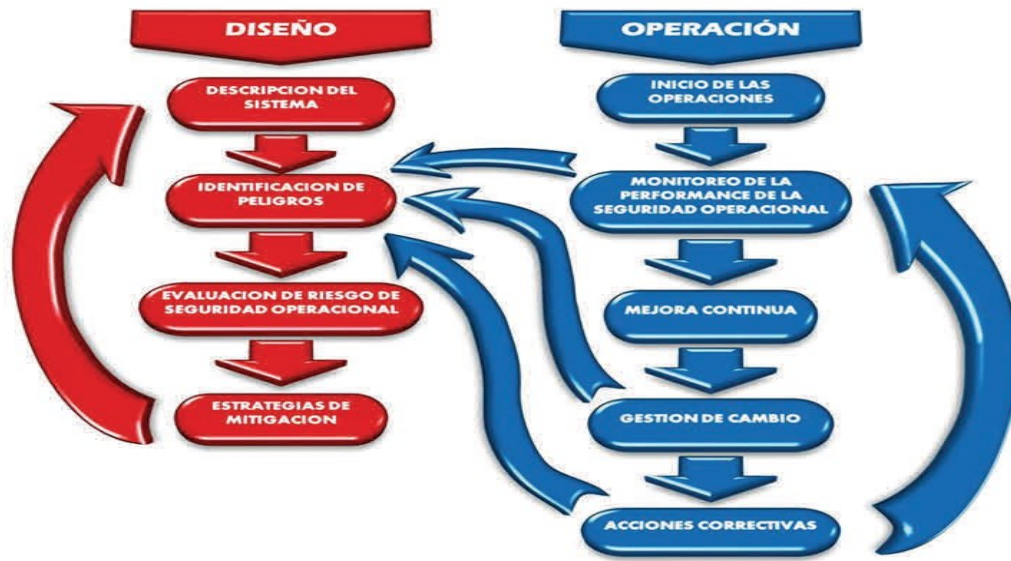 DISEÑO
DESCRIPCION DEL
SISTEMA
IDENTIFICACION DE
PELIGROS
EVALUACION DE RIESGO DE
SEGURIDAD OPERACIONAL
ESTRATEGIAS DE
MITIGACION
OPERACIÓN
INICIO DE LAS
OPERACIONES
MONITOREO DE LA
PERFORMANCE DE LA
SEGURIDAD OPERACIONAL
MEJORA CONTINUA
GESTION DE CAMBIO
ACCIONES CORRECTIVAS